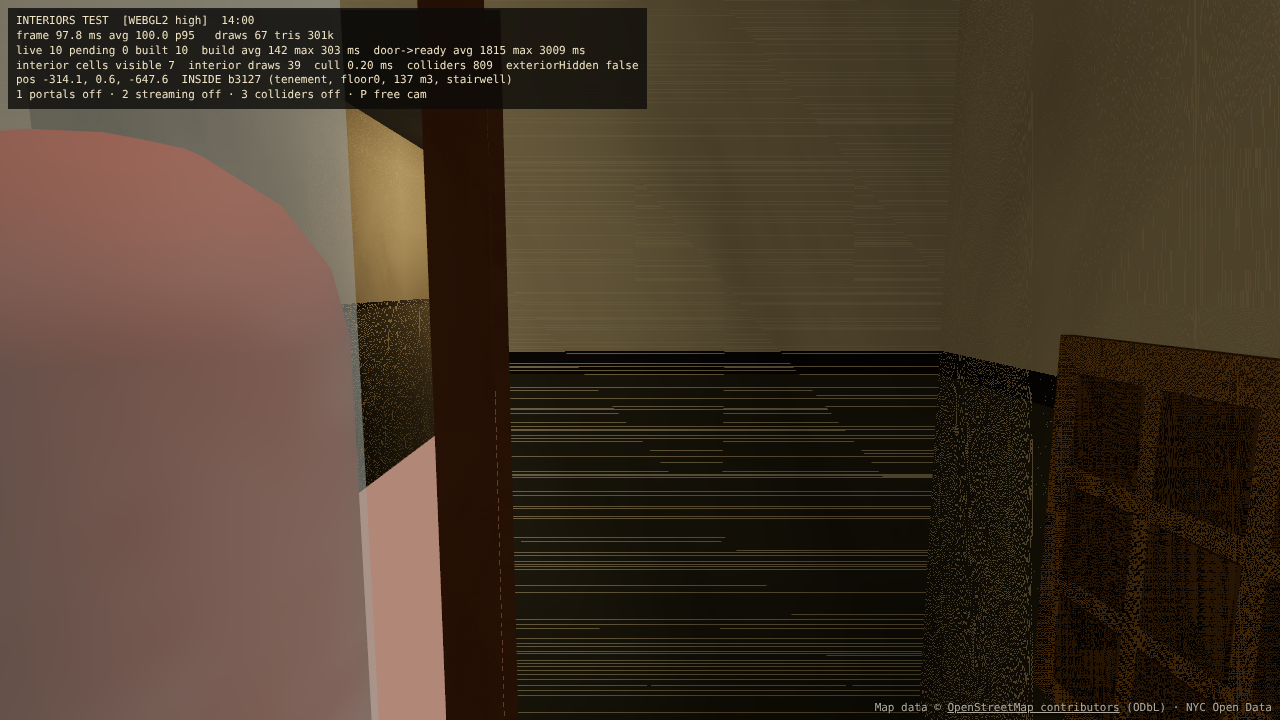 INTERIORS TEST  [WEBGL2 high]  14:00
frame 97.8 ms avg 100.0 p95   draws 67 tris 301k
live 10 pending 0 built 10  build avg 142 max 303 ms  door->ready avg 1815 max 3009 ms
interior cells visible 7  interior draws 39  cull 0.20 ms  colliders 809  exteriorHidden false
pos -314.1, 0.6, -647.6  INSIDE b3127 (tenement, floor0, 137 m3, stairwell)
1 portals off · 2 streaming off · 3 colliders off · P free cam
Map data © OpenStreetMap contributors (ODbL) · NYC Open Data